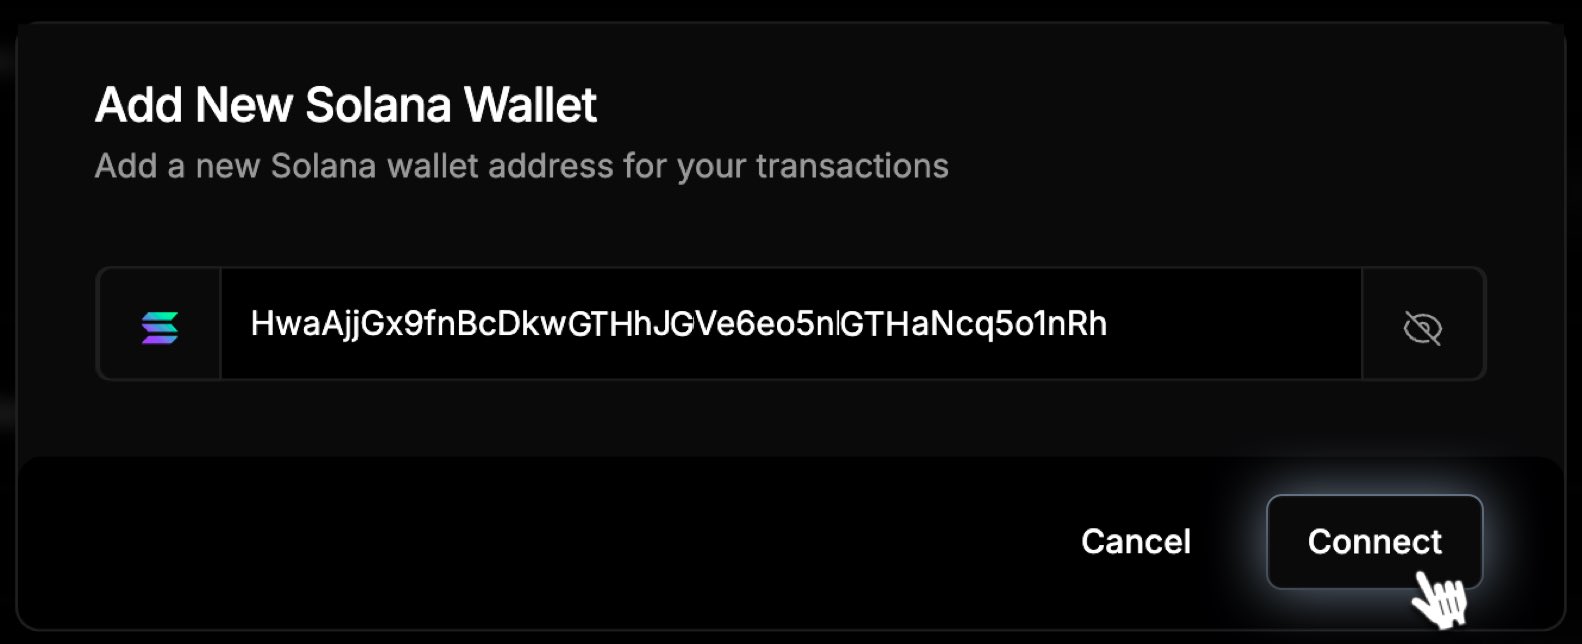 Add New Solana Wallet
Add a new Solana wallet address for your transactions
HwaAjjGx9fnBcDkwGTHhJGVe6eo5nlGTHaNcq5o1nRh
Cancel
Connect